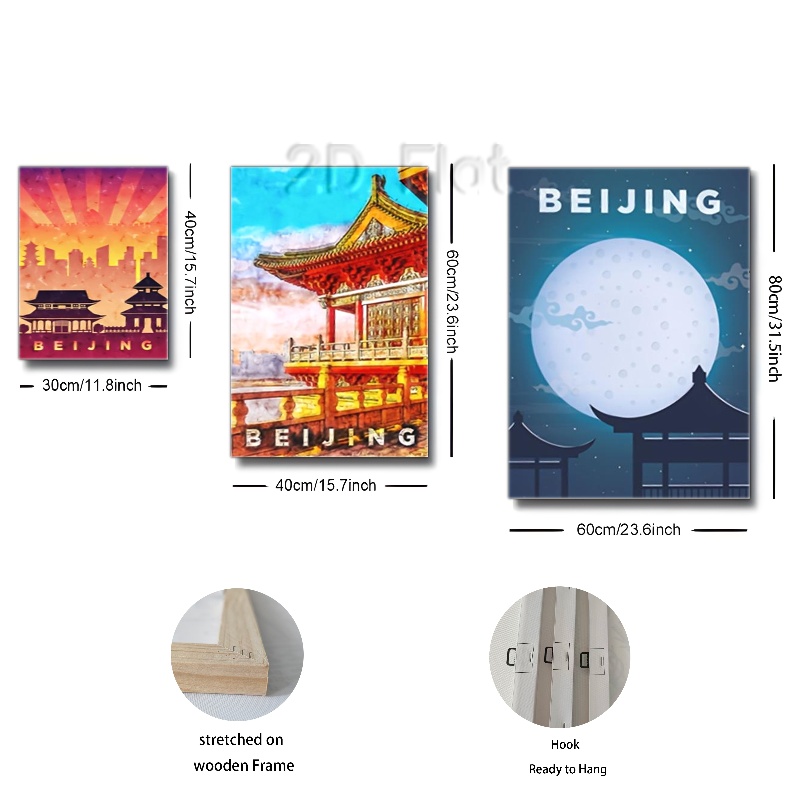 2D Flat
BEIJING
40cm/15.7inch
30cm/11.8inch
BEIJING
60cm/23.6inch
40cm/15.7inch
BEIJING
80cm/31.5inch
60cm/23.6inch
stretched on
wooden Frame
Hook
Ready to Hang